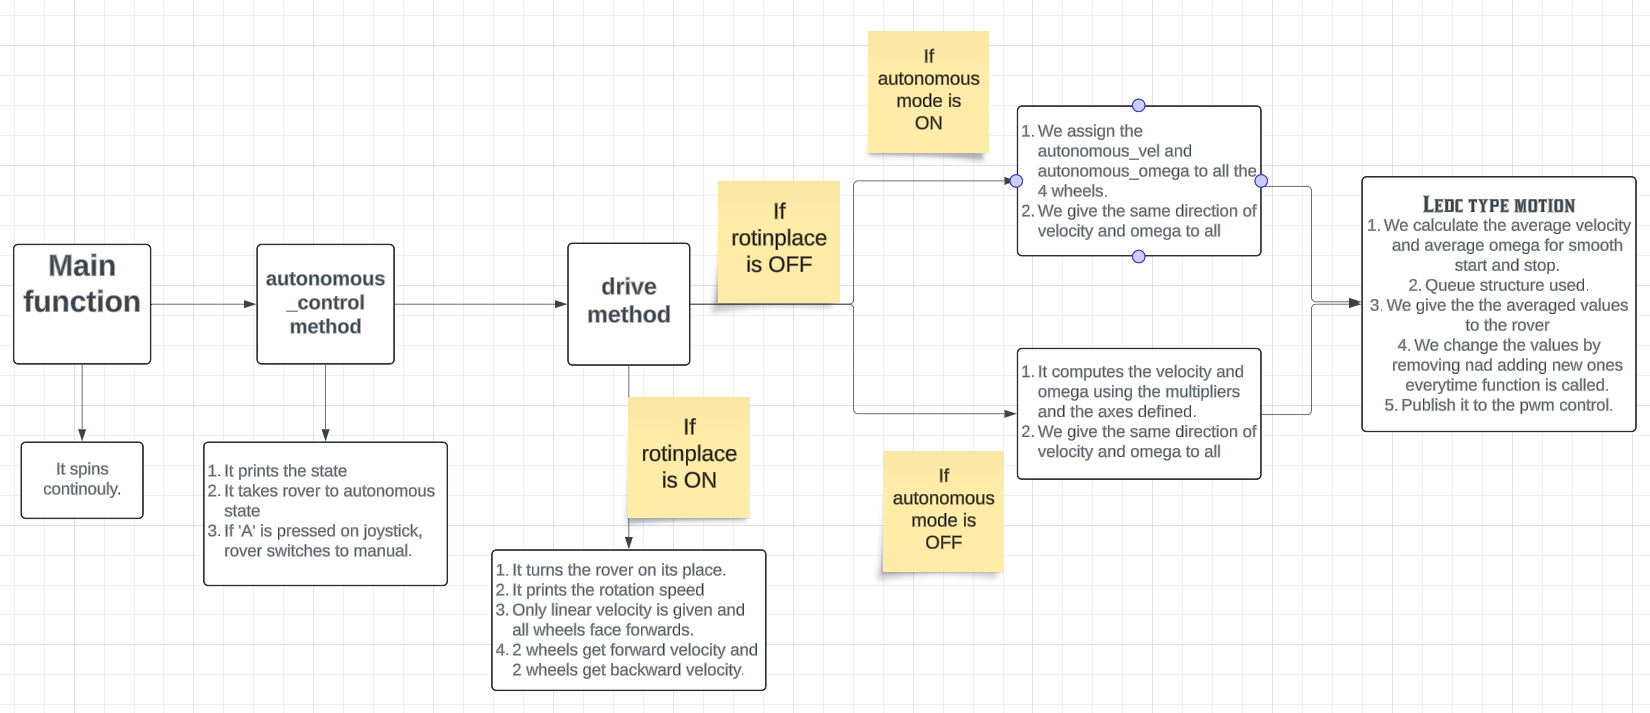 If
autonomous
mode is
ON
1. We assign the
autonomous_vel and
autonomous_omega to all the
4 wheels.
2. We give the same direction of
velocity and omega to all
If
rotinplace
is OFF
Main
function
autonomous
_control
method
drive
method
Ledc type motion
1. We calculate the average velocity
and average omega for smooth
start and stop.
2. Queue structure used.
3. We give the the averaged values
to the rover
4. We change the values by
removing nad adding new ones
everytime function is called.
5. Publish it to the pwm control.
1. It computes the velocity and
omega using the multipliers
and the axes defined.
2. We give the same direction of
velocity and omega to all
If
rotinplace
is ON
If
autonomous
mode is
OFF
It spins
continouly.
1. It prints the state
2. It takes rover to autonomous
state
3. If 'A' is pressed on joystick,
rover switches to manual.
1. It turns the rover on its place.
2. It prints the rotation speed
3. Only linear velocity is given and
all wheels face forwards.
4. 2 wheels get forward velocity and
2 wheels get backward velocity.